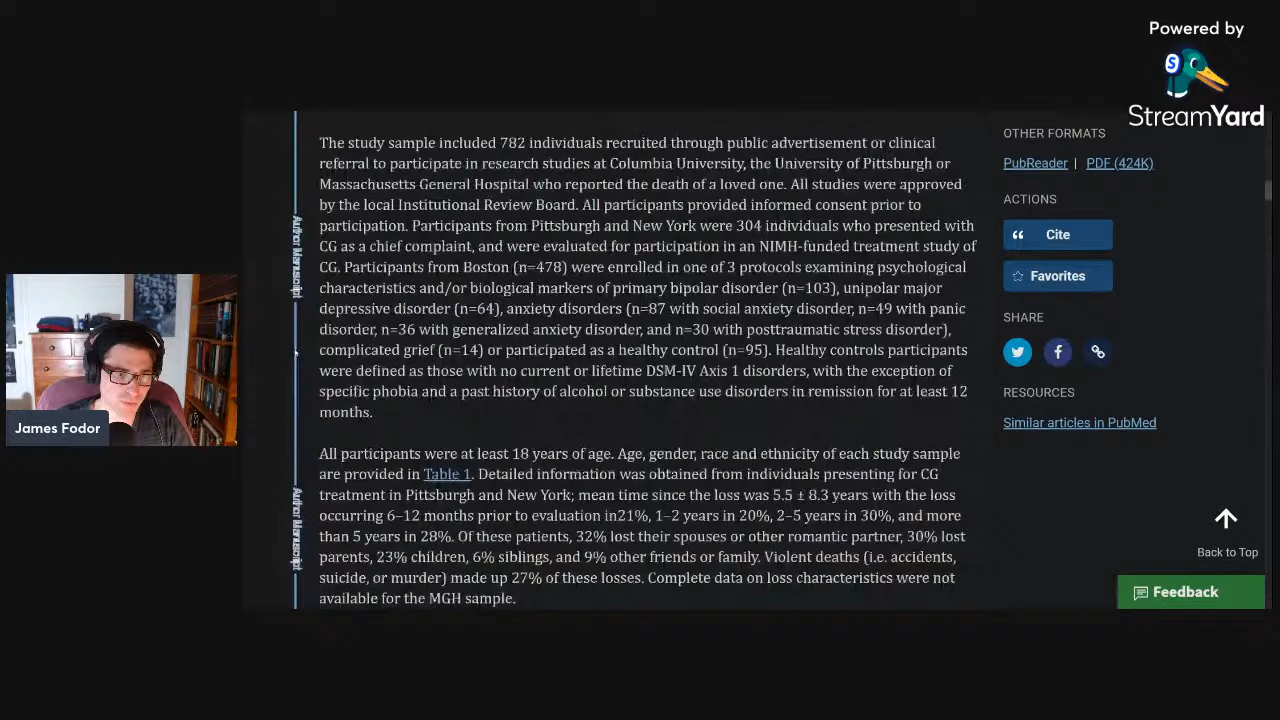 Powered by
StreamYard
The study sample included 782 individuals recruited through public advertisement or clinical
referral to participate in research studies at Columbia University, the University of Pittsburgh or
Massachusetts General Hospital who reported the death of a loved one. All studies were approved
by the local Institutional Review Board. All participants provided informed consent prior to
participation. Participants from Pittsburgh and New York were 304 individuals who presented with
CG as a chief complaint, and were evaluated for participation in an NIMH-funded treatment study of
CG. Participants from Boston (n=478) were enrolled in one of 3 protocols examining psychological
characteristics and/or biological markers of primary bipolar disorder (n=103), unipolar major
depressive disorder (n=64), anxiety disorders (n=87 with social anxiety disorder, n=49 with panic
disorder, n=36 with generalized anxiety disorder, and n=30 with posttraumatic stress disorder),
complicated grief (n=14) or participated as a healthy control (n=95). Healthy controls participants
were defined as those with no current or lifetime DSM-IV Axis 1 disorders, with the exception of
specific phobia and a past history of alcohol or substance use disorders in remission for at least 12
months.
All participants were at least 18 years of age. Age, gender, race and ethnicity of each study sample
are provided in Table 1. Detailed information was obtained from individuals presenting for CG
treatment in Pittsburgh and New York; mean time since the loss was 5.5 ± 8.3 years with the loss
occurring 6–12 months prior to evaluation in21%, 1–2 years in 20%, 2–5 years in 30%, and more
than 5 years in 28%. Of these patients, 32% lost their spouses or other romantic partner, 30% lost
parents, 23% children, 6% siblings, and 9% other friends or family. Violent deaths (i.e. accidents,
suicide, or murder) made up 27% of these losses. Complete data on loss characteristics were not
available for the MGH sample.
Author Manuscript
Author Manuscript
OTHER FORMATS
PubReader | PDF (424K)
ACTIONS
Cite
Favorites
SHARE
RESOURCES
Similar articles in PubMed
Back to Top
Feedback
James Fodor